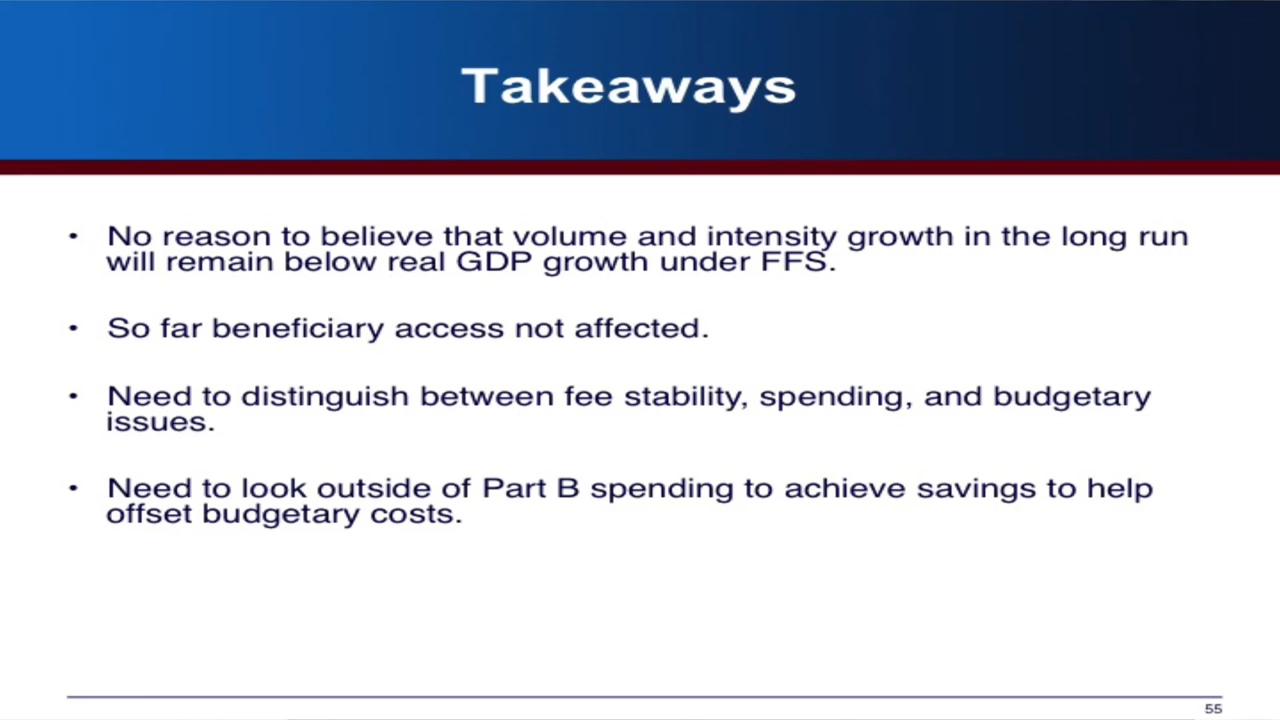 Takeaways
• No reason to believe that volume and intensity growth in the long run
will remain below real GDP growth under FFS.
• So far beneficiary access not affected.
• Need to distinguish between fee stability, spending, and budgetary
issues.
• Need to look outside of Part B spending to achieve savings to help
offset budgetary costs.
55